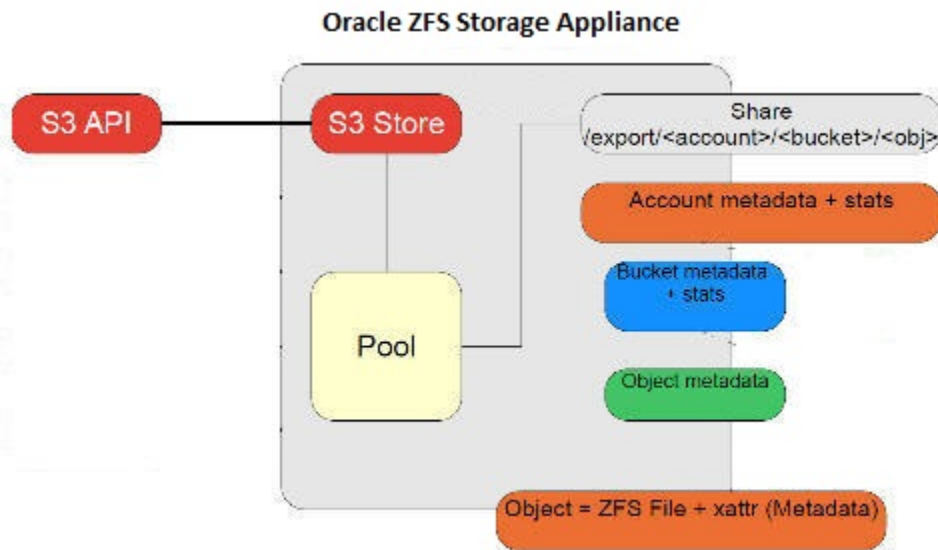 Oracle ZFS Storage Appliance
S3 API
S3 Store
Share
/export/<account>/<bucket>/<obj>
Account metadata + stats
Bucket metadata
+ stats
Pool
Object metadata
Object = ZFS File + xattr (Metadata)